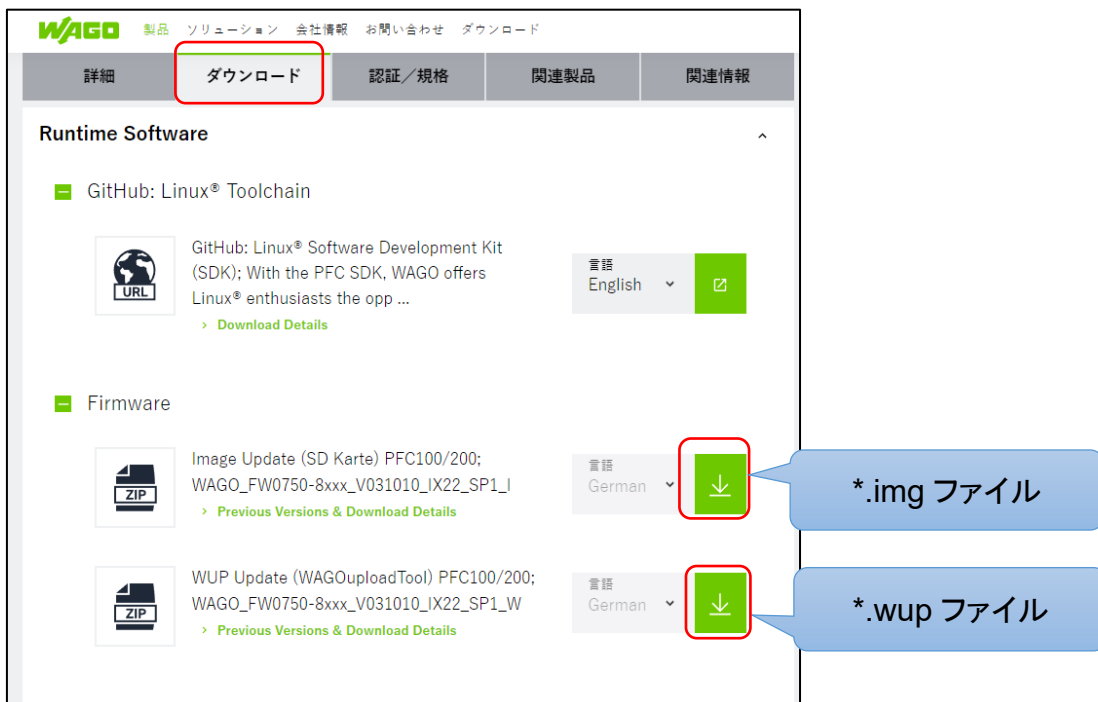 WAGO 製品 ソリューション 会社情報 お問い合わせ ダウンロード
詳細 ダウンロード 認証／規格 関連製品 関連情報
Runtime Software
GitHub: Linux® Toolchain
URL
GitHub: Linux® Software Development Kit
(SDK); With the PFC SDK, WAGO offers
Linux® enthusiasts the opp ...
› Download Details
言語
English
Firmware
ZIP
Image Update (SD Karte) PFC100/200;
WAGO_FW0750-8xxx_V031010_IX22_SP1_I
› Previous Versions & Download Details
言語
German
*.img ファイル
ZIP
WUP Update (WAGOuploadTool) PFC100/200;
WAGO_FW0750-8xxx_V031010_IX22_SP1_W
› Previous Versions & Download Details
言語
German
*.wup ファイル